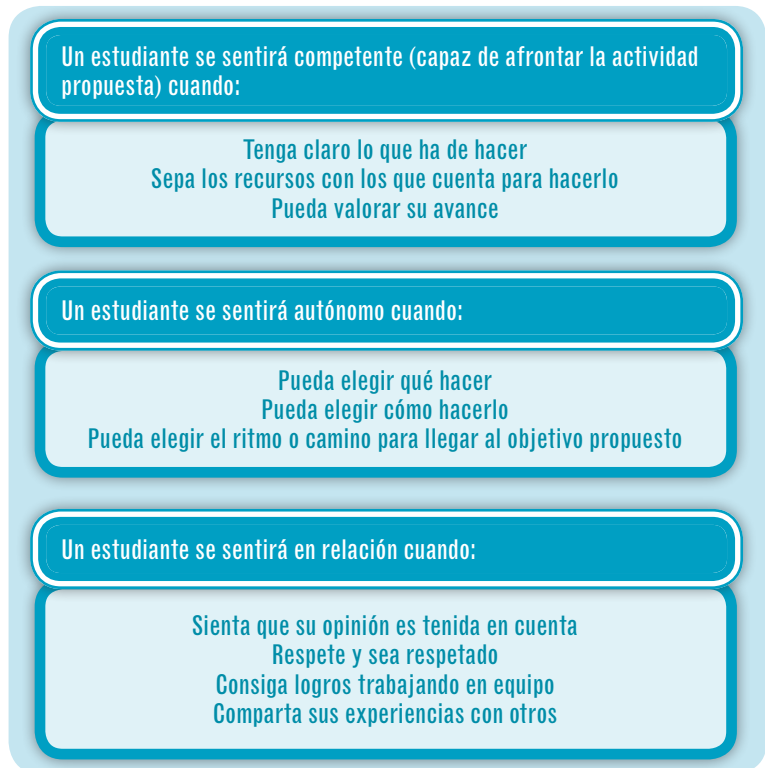 Un estudiante se sentirá competente (capaz de afrontar la actividad
propuesta) cuando:
Tenga claro lo que ha de hacer
Sepa los recursos con los que cuenta para hacerlo
Pueda valorar su avance
Un estudiante se sentirá autónomo cuando:
Pueda elegir qué hacer
Pueda elegir cómo hacerlo
Pueda elegir el ritmo o camino para llegar al objetivo propuesto
Un estudiante se sentirá en relación cuando:
Sienta que su opinión es tenida en cuenta
Respete y sea respetado
Consiga logros trabajando en equipo
Comparta sus experiencias con otros